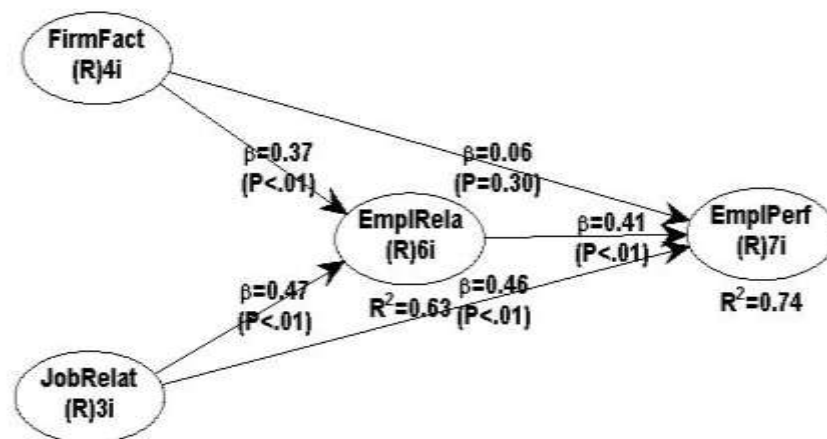 FirmFact
(R)4i
β=0.37
(P<.01)
β=0.06
(P=0.30)
EmplRela
(R)6i
β=0.41
(P<.01)
EmplPerf
(R)7i
β=0.47
(P<.01)
R²=0.63
β=0.46
(P<.01)
R²=0.74
JobRelat
(R)3i